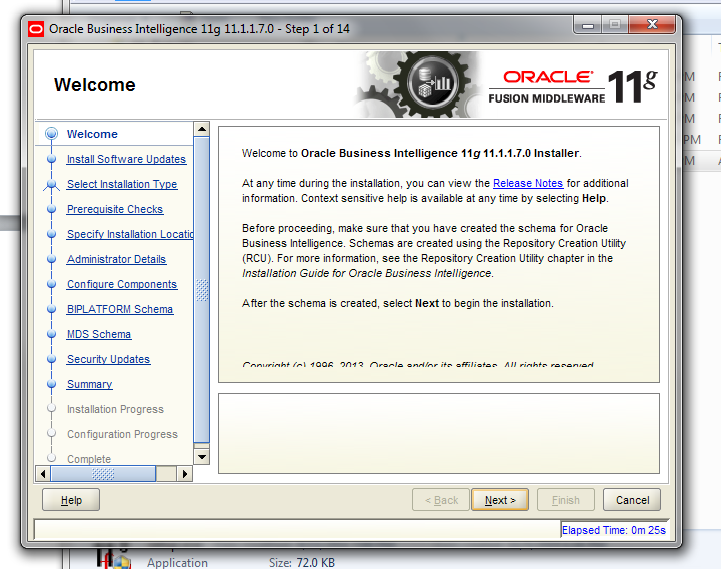 Oracle Business Intelligence 11g 11.1.1.7.0 - Step 1 of 14
Welcome
ORACLE®
FUSION MIDDLEWARE
11g
Welcome
Install Software Updates
Select Installation Type
Prerequisite Checks
Specify Installation Locatio
Administrator Details
Configure Components
BIPLATFORM Schema
MDS Schema
Security Updates
Summary
Installation Progress
Configuration Progress
Complete
Welcome to Oracle Business Intelligence 11g 11.1.1.7.0 Installer.
At any time during the installation, you can view the Release Notes for additional
information. Context sensitive help is available at any time by selecting Help.
Before proceeding, make sure that you have created the schema for Oracle
Business Intelligence. Schemas are created using the Repository Creation Utility
(RCU). For more information, see the Repository Creation Utility chapter in the
Installation Guide for Oracle Business Intelligence.
After the schema is created, select Next to begin the installation.
Copyright (c) 1996, 2013, Oracle and/or its affiliates. All rights reserved.
Help
< Back
Next >
Finish
Cancel
Elapsed Time: 0m 25s
M
M
M
PM
M
Application
Size: 72.0 KB